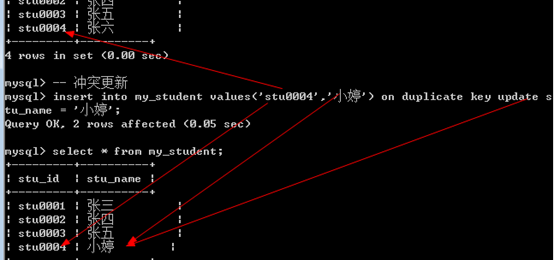 | stu0002 | 张四 |
| stu0003 | 张五 |
| stu0004 | 张六 |
+---------+----------+
4 rows in set (0.00 sec)
mysql> -- 冲突更新
mysql> insert into my_student values('stu0004','小婷') on duplicate key update s
tu_name = '小婷';
Query OK, 2 rows affected (0.05 sec)
mysql> select * from my_student;
+---------+----------+
| stu_id | stu_name |
+---------+----------+
| stu0001 | 张三 |
| stu0002 | 张四 |
| stu0003 | 张五 |
| stu0004 | 小婷 |